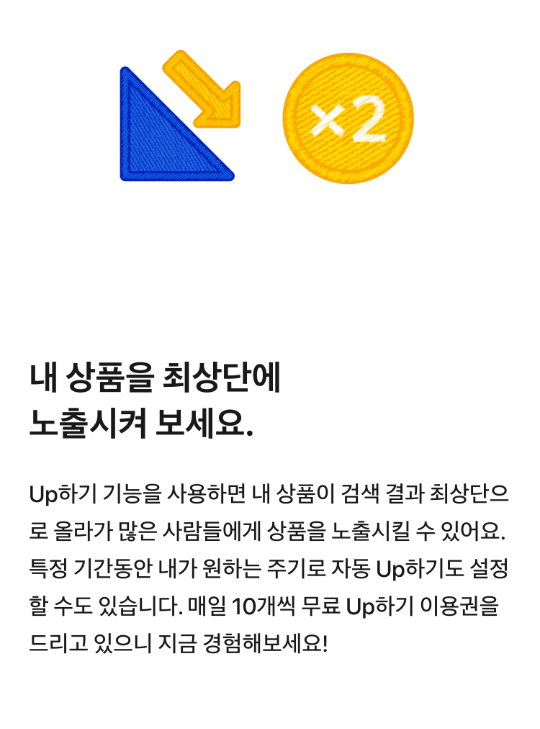 ×2
내 상품을 최상단에
노출시켜 보세요.
Up하기 기능을 사용하면 내 상품이 검색 결과 최상단으
로 올라가 많은 사람들에게 상품을 노출시킬 수 있어요.
특정 기간동안 내가 원하는 주기로 자동 Up하기도 설정
할 수도 있습니다. 매일 10개씩 무료 Up하기 이용권을
드리고 있으니 지금 경험해보세요!